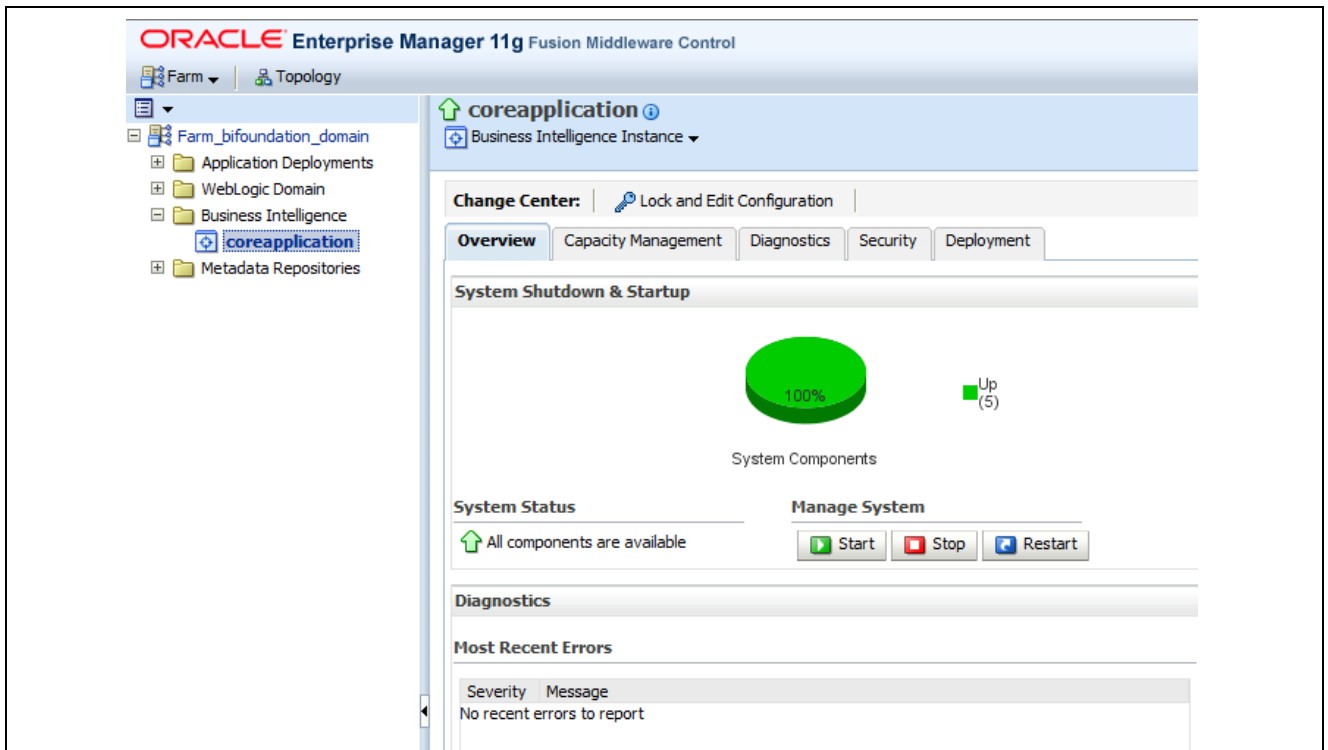 ORACLE Enterprise Manager 11g Fusion Middleware Control
Farm Topology
Farm_bifoundation_domain
Application Deployments
WebLogic Domain
Business Intelligence
coreapplication
Metadata Repositories
coreapplication
Business Intelligence Instance
Change Center: Lock and Edit Configuration
Overview Capacity Management Diagnostics Security Deployment
System Shutdown & Startup
100%
Up
(5)
System Components
System Status Manage System
All components are available Start Stop Restart
Diagnostics
Most Recent Errors
Severity Message
No recent errors to report